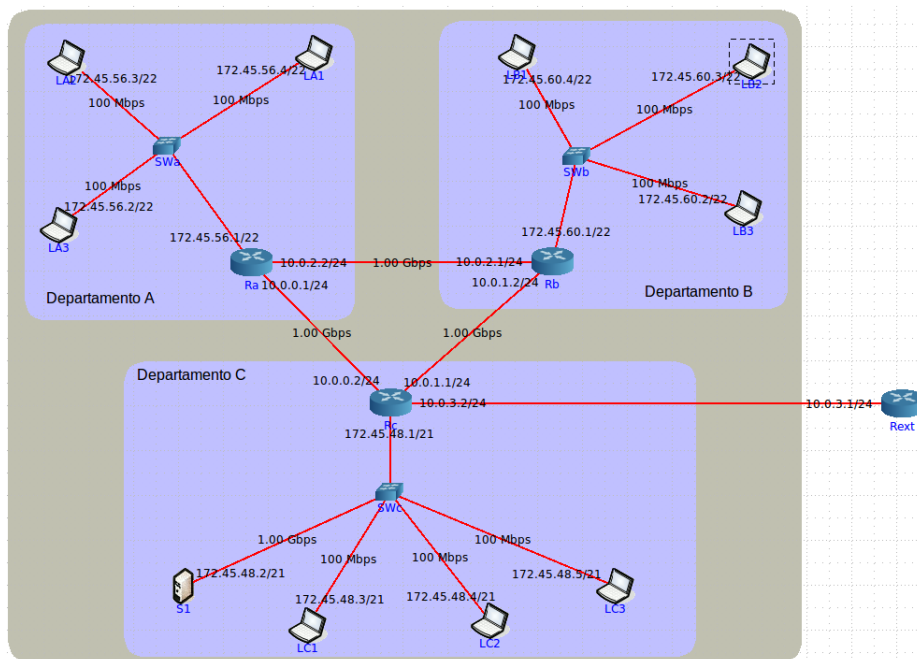 172.45.56.3/22
LA2
172.45.56.4/22
LA1
100 Mbps
100 Mbps
SWa
100 Mbps
172.45.56.2/22
LA3
172.45.56.1/22
Ra
10.0.2.2/24
10.0.0.1/24
Departamento A
1.00 Gbps
LB1
172.45.60.4/22
172.45.60.3/22
LB2
100 Mbps
100 Mbps
SWb
100 Mbps
172.45.60.2/22
LB3
172.45.60.1/22
10.0.2.1/24
10.0.1.2/24
Rb
Departamento B
1.00 Gbps
1.00 Gbps
Departamento C
10.0.0.2/24
10.0.1.1/24
10.0.3.2/24
Rc
172.45.48.1/21
10.0.3.1/24
Rext
SWc
1.00 Gbps
100 Mbps
100 Mbps
100 Mbps
172.45.48.2/21
S1
172.45.48.3/21
LC1
172.45.48.4/21
LC2
172.45.48.5/21
LC3